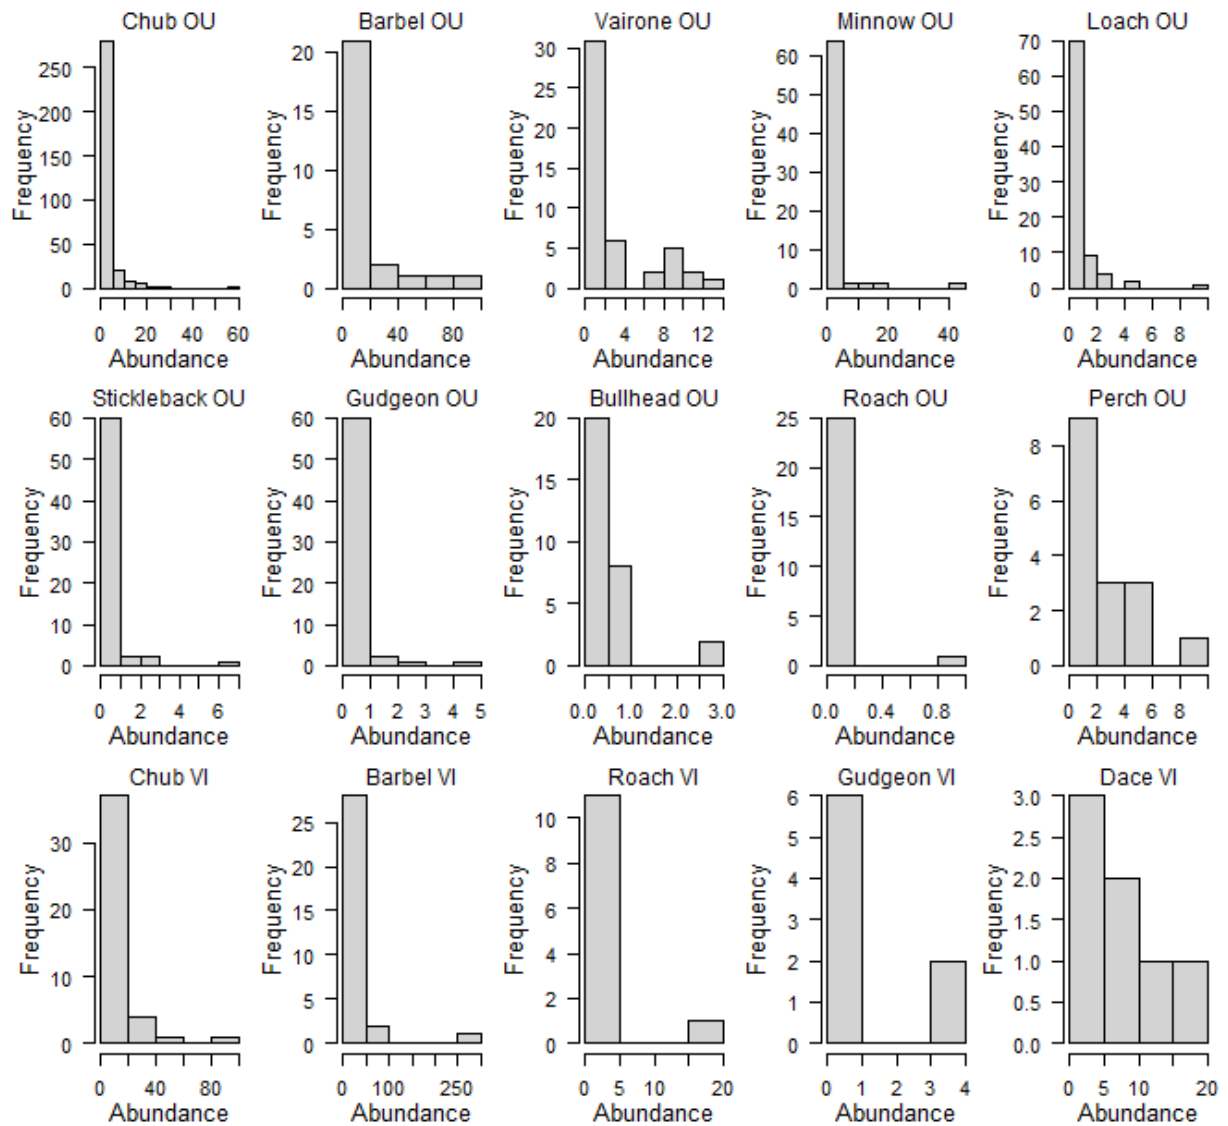 Chub OU Barbel OU Vairone OU Minnow OU Loach OU
Frequency Frequency Frequency Frequency Frequency
250 200 150 100 50 0
20 15 10 5 0
30 25 20 15 10 5 0
60 50 40 30 20 10 0
70 60 50 40 30 20 10 0
0 20 40 60 0 40 80 0 4 8 12 0 20 40 0 2 4 6 8
Abundance Abundance Abundance Abundance Abundance
Stickleback OU Gudgeon OU Bullhead OU Roach OU Perch OU
Frequency Frequency Frequency Frequency Frequency
60 50 40 30 20 10 0
60 50 40 30 20 10 0
20 15 10 5 0
25 20 15 10 5 0
8 6 4 2 0
0 2 4 6 0 1 2 3 4 5 0.0 1.0 2.0 3.0 0.0 0.4 0.8 0 2 4 6 8
Abundance Abundance Abundance Abundance Abundance
Chub VI Barbel VI Roach VI Gudgeon VI Dace VI
Frequency Frequency Frequency Frequency Frequency
30 20 10 0
25 20 15 10 5 0
10 8 6 4 2 0
6 5 4 3 2 1 0
3.0 2.5 2.0 1.5 1.0 0.5 0.0
0 40 80 0 100 250 0 5 10 20 0 1 2 3 4 0 5 10 20
Abundance Abundance Abundance Abundance Abundance